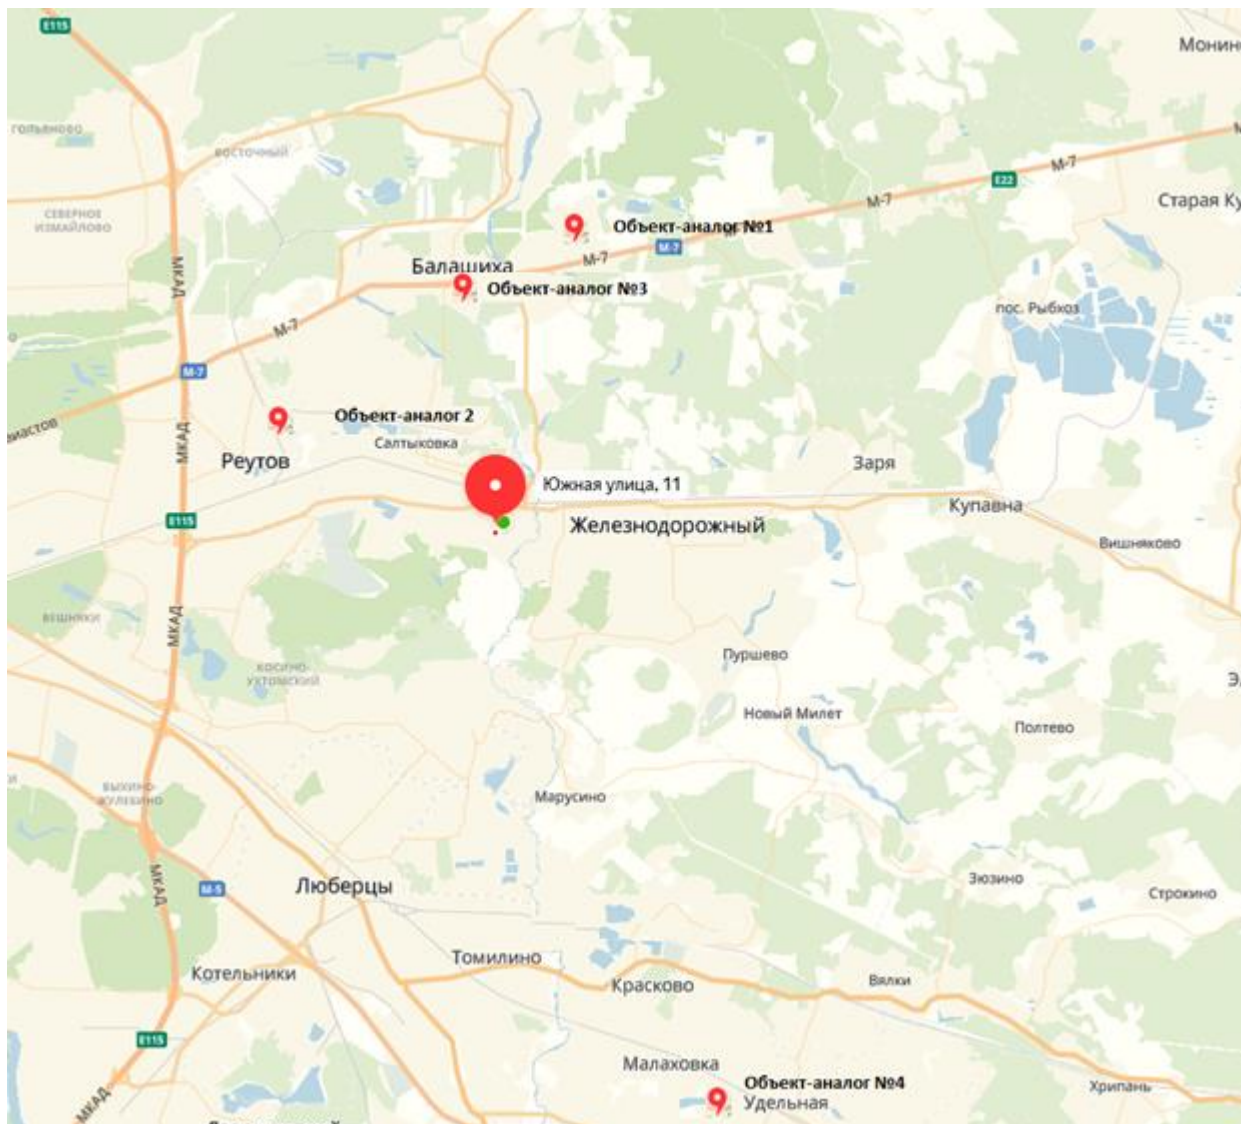 E115
Монин
М
ГОЛЬЯНОВО
ВОСТОЧНЫЙ
М-7
E22
М-7
Старая Ку
СЕВЕРНОЕ
ИЗМАЙЛОВО
Объект-аналог №1
М-7
М-7
МКАД
Балашиха
Объект-аналог №3
пос. Рыбхоз
М-7
М-7
Объект-аналог 2
МКАД
Салтыковка
Реутов
Заря
Южная улица, 11
Купавна
E115
Железнодорожный
Вишняково
ВЕШНЯКИ
МКАД
КОСИНО-
УХТОМСКИЙ
Пуршево
Э
Новый Милет
Полтево
ВЫХИНО-
ЖУЛЕБИНО
Марусино
МКАД
М-5
Люберцы
Зюзино
Строкино
Томилино
Котельники
Красково
Вялки
E115
Малаховка
Объект-аналог №4
Удельная
Хрипань
МКАД